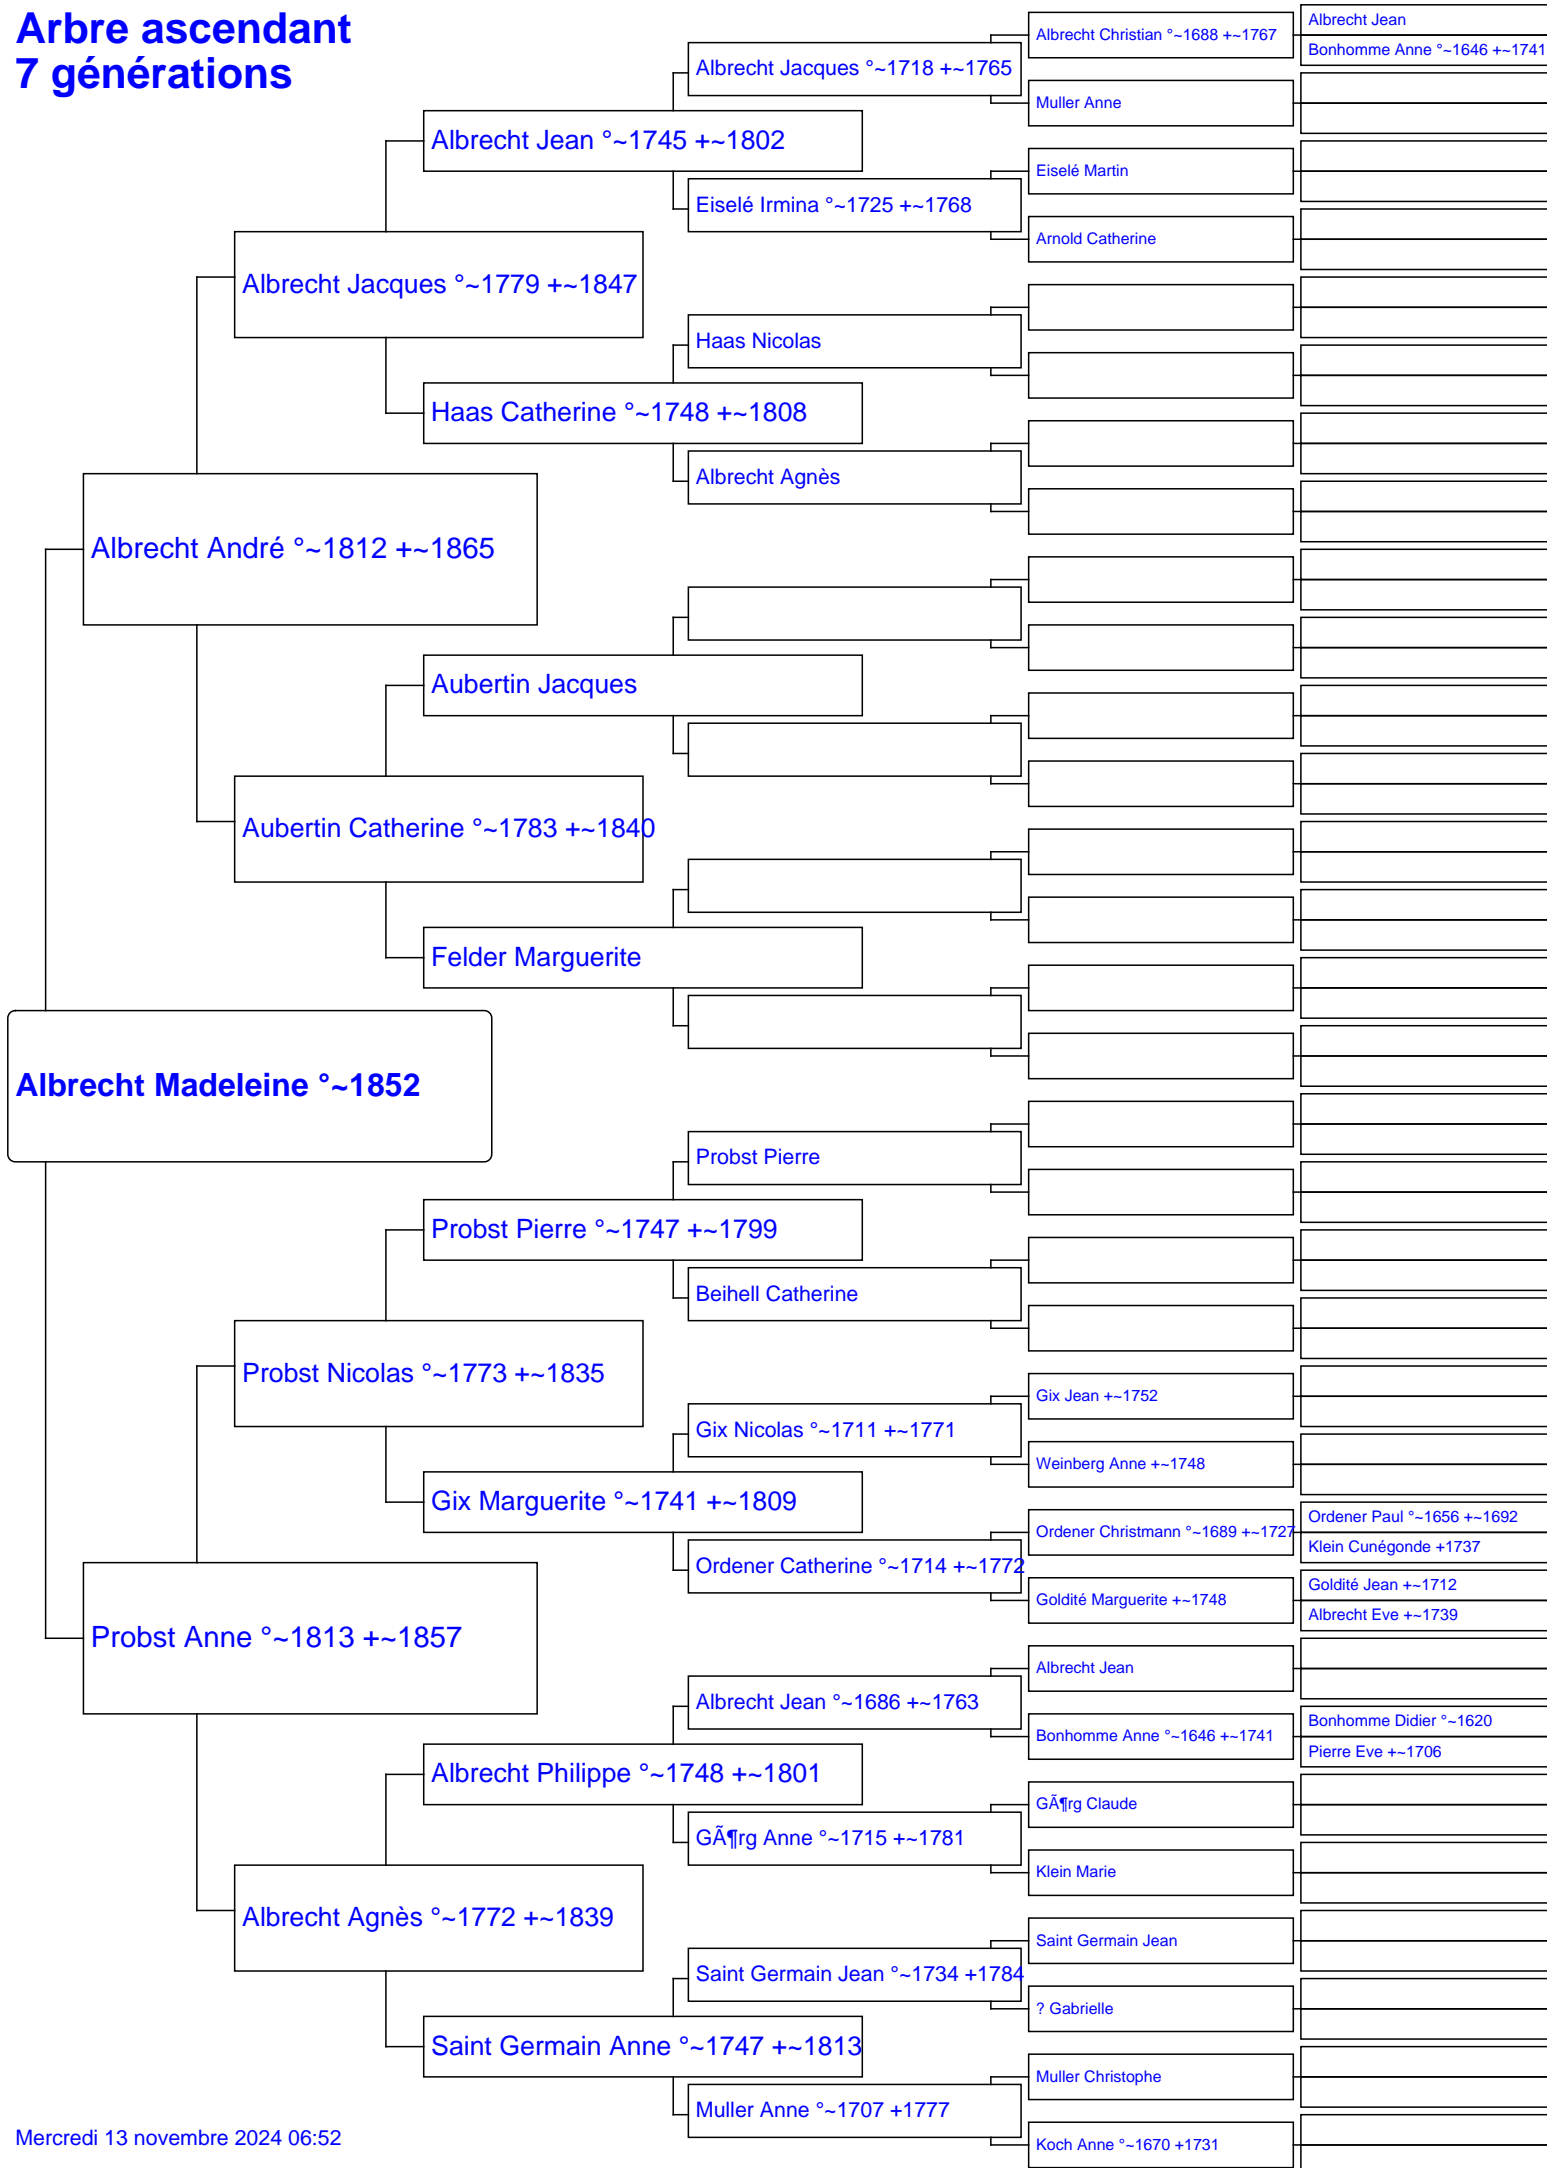 Arbre ascendant
7 générations
Albrecht Jean
Albrecht Christian °~1688 +~1767
Bonhomme Anne °~1646 +~1741
Albrecht Jacques °~1718 +~1765
Muller Anne
Albrecht Jean °~1745 +~1802
Eiselé Martin
Eiselé Irmina °~1725 +~1768
Arnold Catherine
Albrecht Jacques °~1779 +~1847
Haas Nicolas
Haas Catherine °~1748 +~1808
Albrecht Agnès
Albrecht André °~1812 +~1865
Aubertin Jacques
Aubertin Catherine °~1783 +~1840
Felder Marguerite
Albrecht Madeleine °~1852
Probst Pierre
Probst Pierre °~1747 +~1799
Beihell Catherine
Probst Nicolas °~1773 +~1835
Gix Jean +~1752
Gix Nicolas °~1711 +~1771
Weinberg Anne +~1748
Gix Marguerite °~1741 +~1809
Ordener Paul °~1656 +~1692
Ordener Christmann °~1689 +~1727
Klein Cunégonde +1737
Ordener Catherine °~1714 +~1772
Goldité Jean +~1712
Goldité Marguerite +~1748
Albrecht Eve +~1739
Probst Anne °~1813 +~1857
Albrecht Jean
Albrecht Jean °~1686 +~1763
Bonhomme Didier °~1620
Bonhomme Anne °~1646 +~1741
Pierre Eve +~1706
Albrecht Philippe °~1748 +~1801
GÃ¶rg Claude
GÃ¶rg Anne °~1715 +~1781
Klein Marie
Albrecht Agnès °~1772 +~1839
Saint Germain Jean
Saint Germain Jean °~1734 +1784
? Gabrielle
Saint Germain Anne °~1747 +~1813
Muller Christophe
Muller Anne °~1707 +1777
Koch Anne °~1670 +1731
Mercredi 13 novembre 2024 06:52